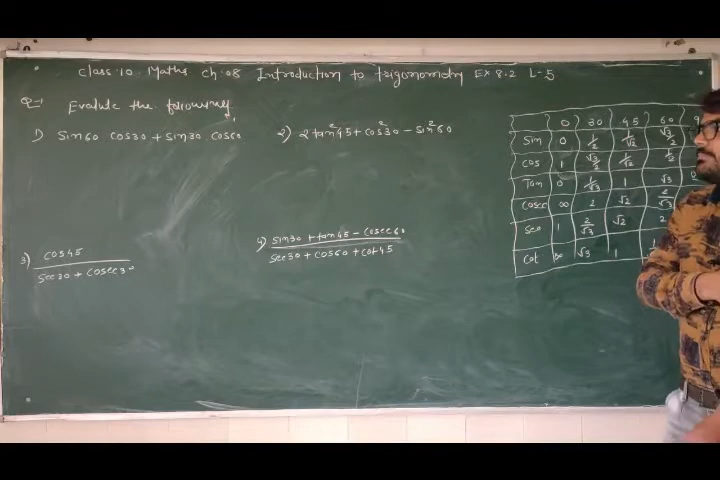 Class:10 Maths Ch:08 Introduction to trigonometry Ex 8.2 L-5
Q-1 Evalute the following.
1) Sin60 Cos30 + Sin30 Cos60
2) 2tan²45 + Cos²30 - Sin²60
3) Cos45 / Sec30 + Cosec30
4) Sin30 + tan45 - Cosec60 / Sec30 + Cos60 + Cot45
0 30 45 60 9
Sin 0 1/2 1/√2 √3/2
Cos 1 √3/2 1/√2 1/2
Tan 0 1/√3 1 √3
Cosec ∞ 2 √2 2/√3
Sec 1 2/√3 √2 2
Cot ∞ √3 1